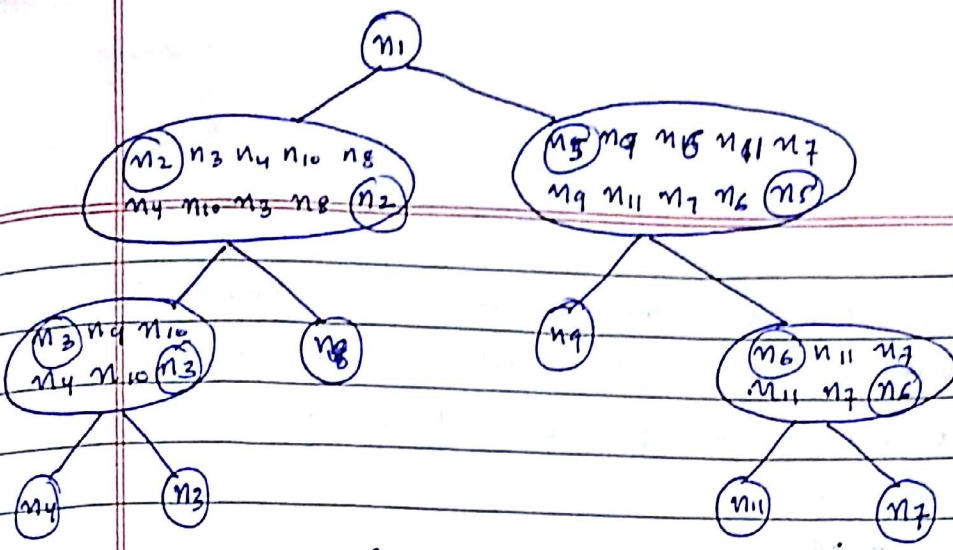 n1
n2 n3 n4 n10 n8
n4 n10 n3 n8 n2
n5 n9 n6 n11 n7
n9 n11 n7 n6 n5
n3 n4 n10
n4 n10 n3
n8
n9
n6 n11 n7
n11 n7 n6
n4
n3
n11
n7